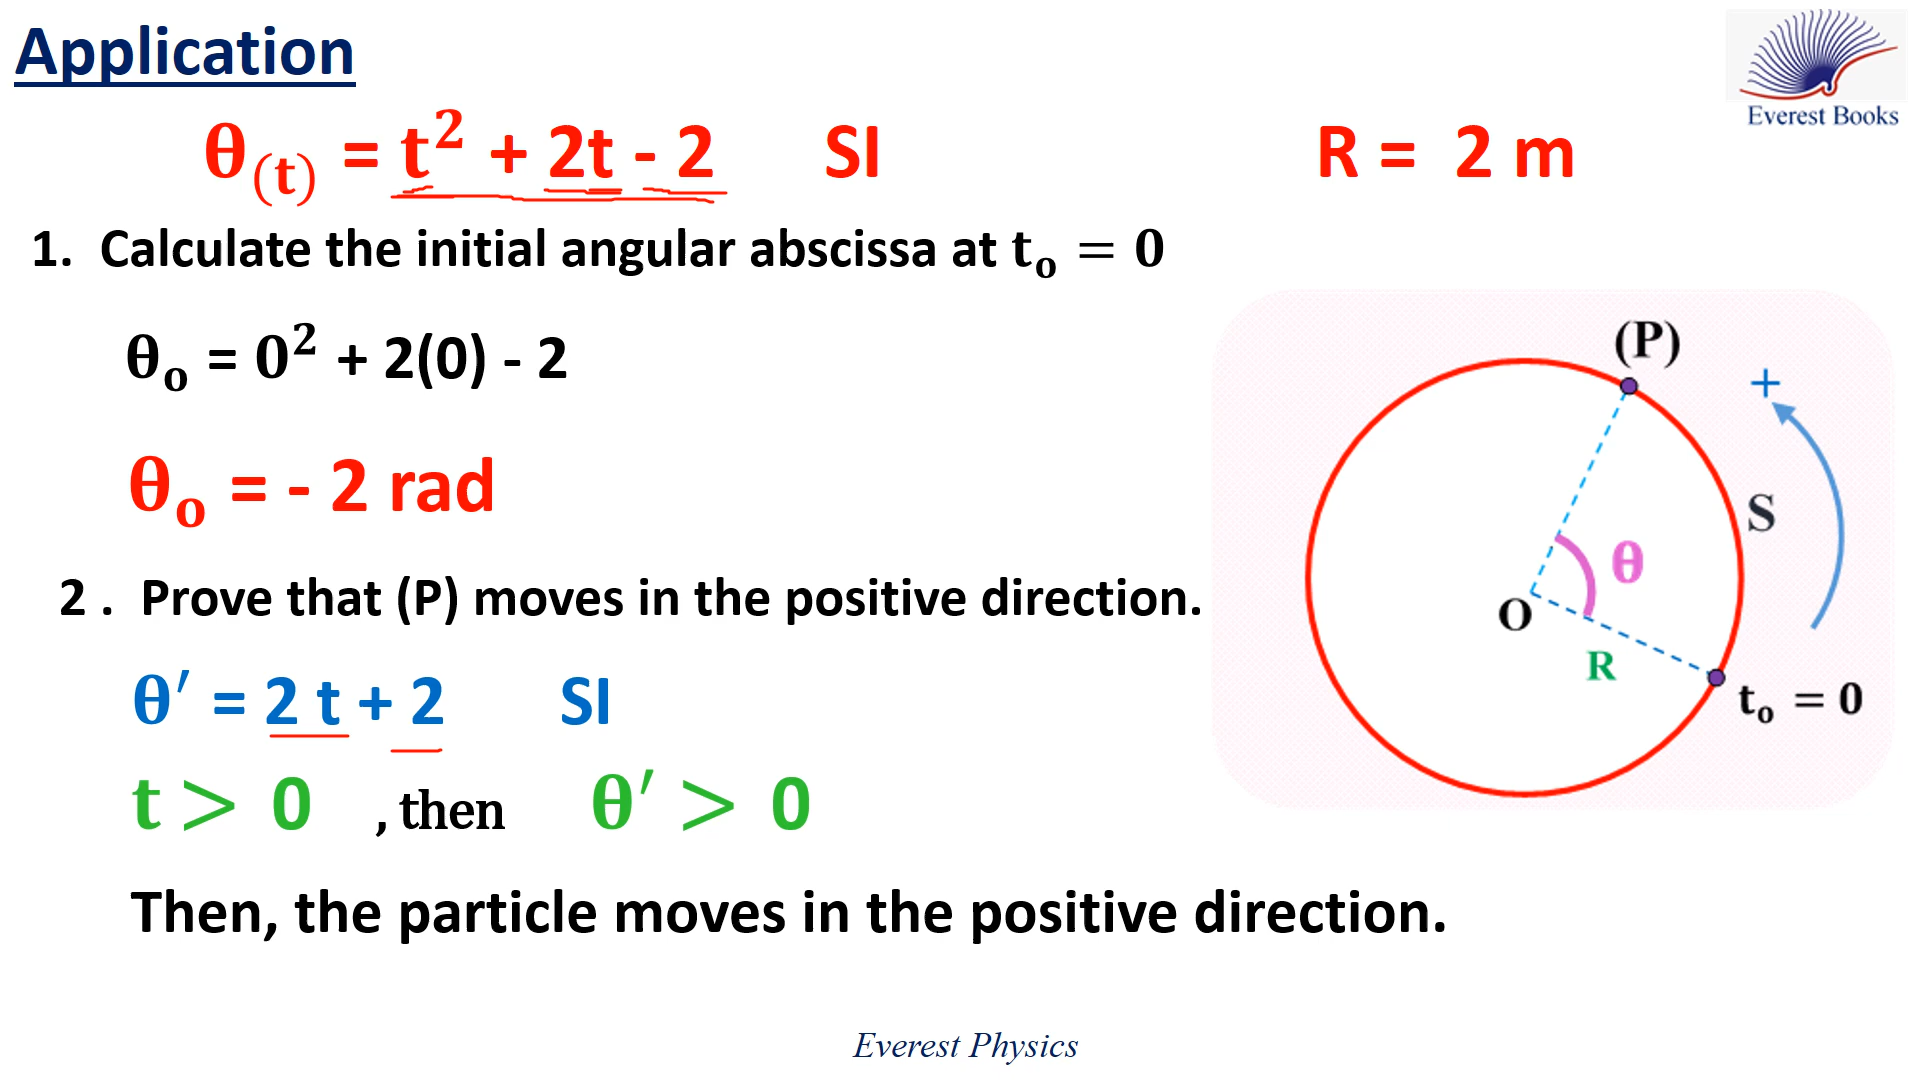 Application
Everest Books
θ(t) = t² + 2t - 2 SI R = 2 m
1. Calculate the initial angular abscissa at tₒ = 0
θₒ = 0² + 2(0) - 2
θₒ = - 2 rad
2 . Prove that (P) moves in the positive direction.
θ′ = 2 t + 2 SI
t > 0 , then θ′ > 0
Then, the particle moves in the positive direction.
(P)
+
S
θ
O
R
tₒ = 0
Everest Physics